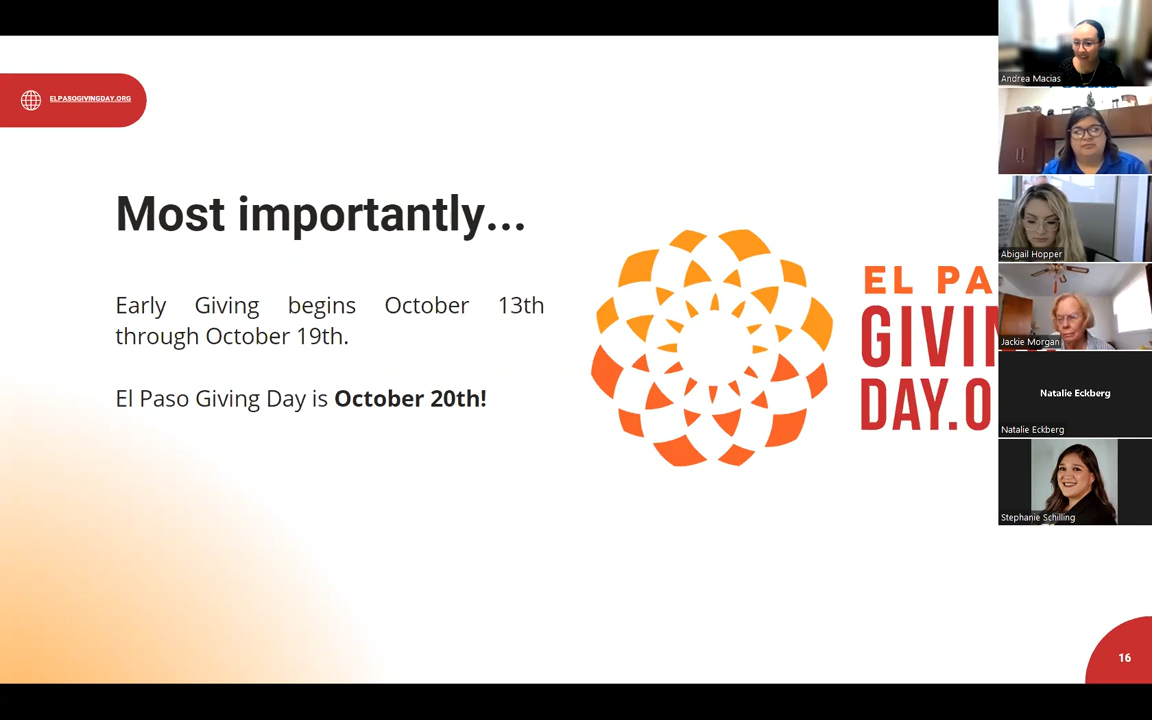 ELPASOGIVINGDAY.ORG
Most importantly...
Early Giving begins October 13th
through October 19th.
El Paso Giving Day is October 20th!
EL PA
GIVIN
DAY.O
Andrea Macias
Abigail Hopper
Jackie Morgan
Natalie Eckberg
Natalie Eckberg
Stephanie Schilling
16